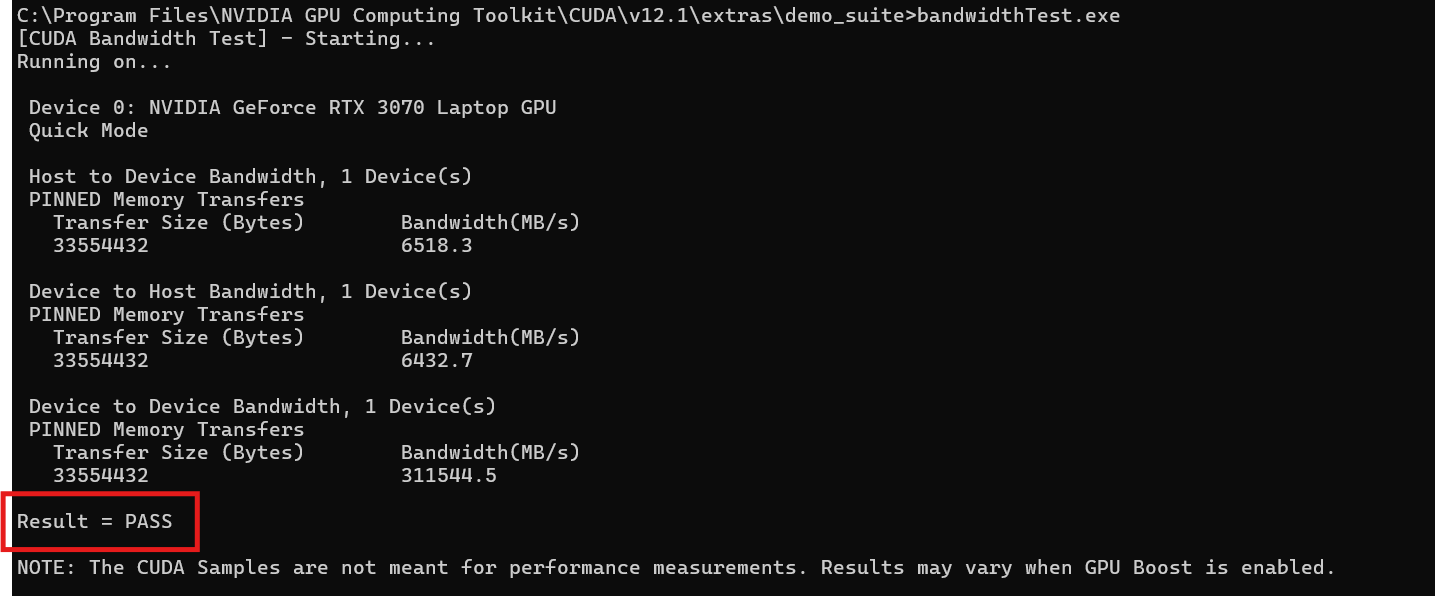 C:\Program Files\NVIDIA GPU Computing Toolkit\CUDA\v12.1\extras\demo_suite>bandwidthTest.exe
[CUDA Bandwidth Test] - Starting...
Running on...
Device 0: NVIDIA GeForce RTX 3070 Laptop GPU
Quick Mode
Host to Device Bandwidth, 1 Device(s)
PINNED Memory Transfers
Transfer Size (Bytes) Bandwidth(MB/s)
33554432 6518.3
Device to Host Bandwidth, 1 Device(s)
PINNED Memory Transfers
Transfer Size (Bytes) Bandwidth(MB/s)
33554432 6432.7
Device to Device Bandwidth, 1 Device(s)
PINNED Memory Transfers
Transfer Size (Bytes) Bandwidth(MB/s)
33554432 311544.5
Result = PASS
NOTE: The CUDA Samples are not meant for performance measurements. Results may vary when GPU Boost is enabled.